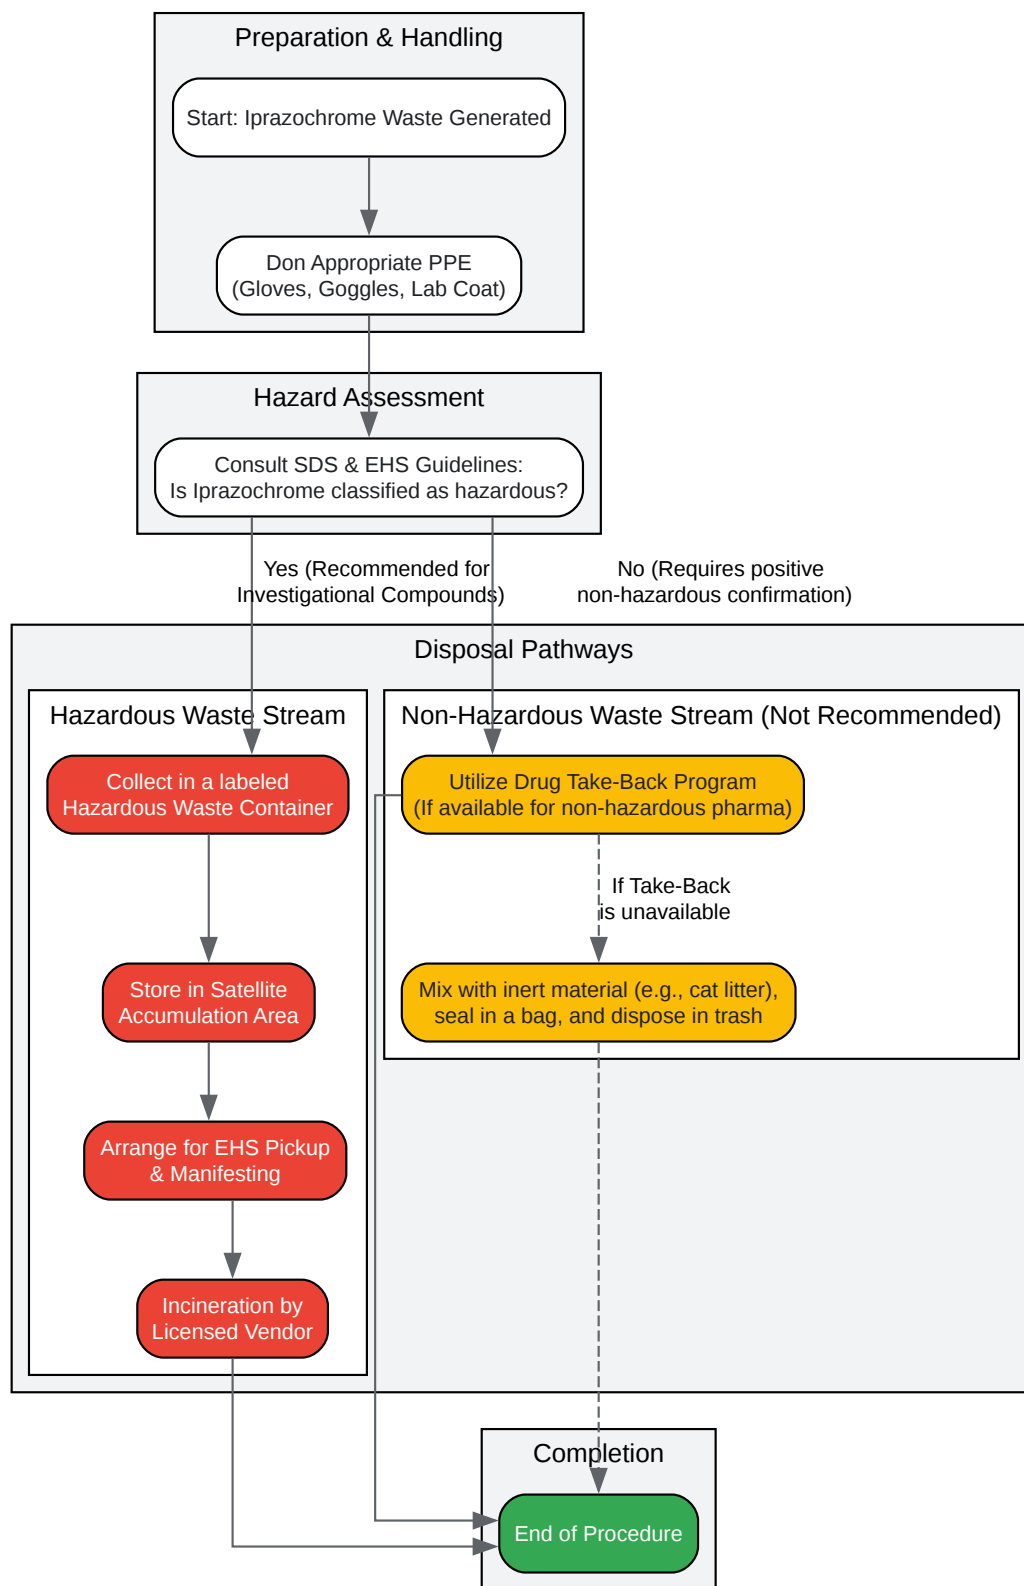 Preparation & Handling
Start: Iprazochrome Waste Generated
Don Appropriate PPE
(Gloves, Goggles, Lab Coat)
Hazard Assessment
Consult SDS & EHS Guidelines:
Is Iprazochrome classified as hazardous?
Yes (Recommended for
Investigational Compounds)
No (Requires positive
non-hazardous confirmation)
Disposal Pathways
Hazardous Waste Stream
Collect in a labeled
Hazardous Waste Container
Store in Satellite
Accumulation Area
Arrange for EHS Pickup
& Manifesting
Incineration by
Licensed Vendor
Non-Hazardous Waste Stream (Not Recommended)
Utilize Drug Take-Back Program
(If available for non-hazardous pharma)
If Take-Back
is unavailable
Mix with inert material (e.g., cat litter),
seal in a bag, and dispose in trash
Completion
End of Procedure